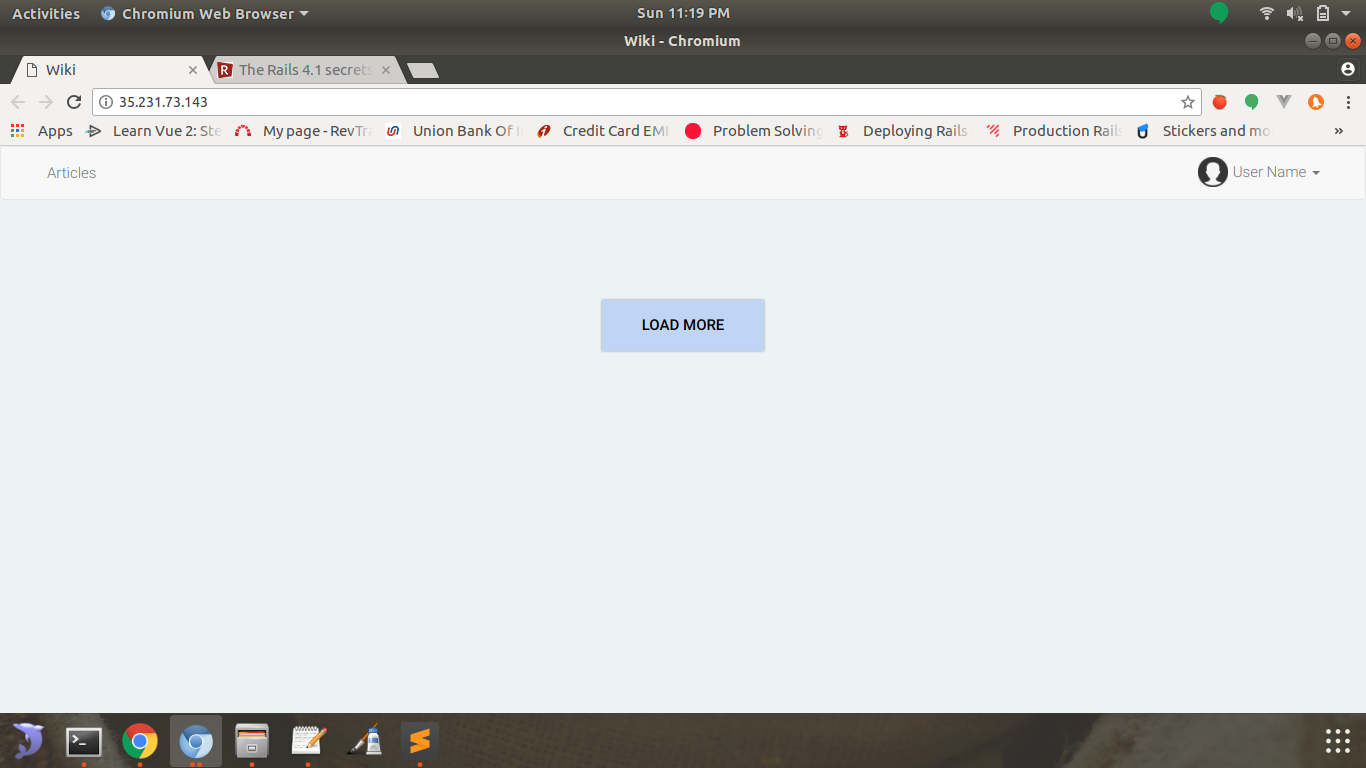 Activities Chromium Web Browser Sun 11:19 PM
Wiki - Chromium
Wiki The Rails 4.1 secrets
35.231.73.143
Apps Learn Vue 2: Ste My page - RevTra Union Bank Of I Credit Card EMI Problem Solving Deploying Rails Production Rails Stickers and mo »
Articles User Name
LOAD MORE